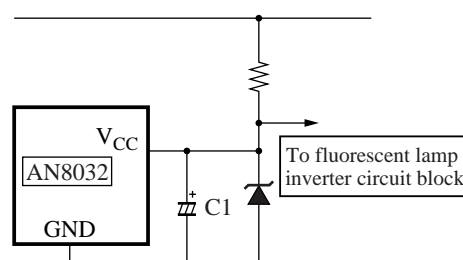 VCC
AN8032
GND
C1
+
To fluorescent lamp
inverter circuit block